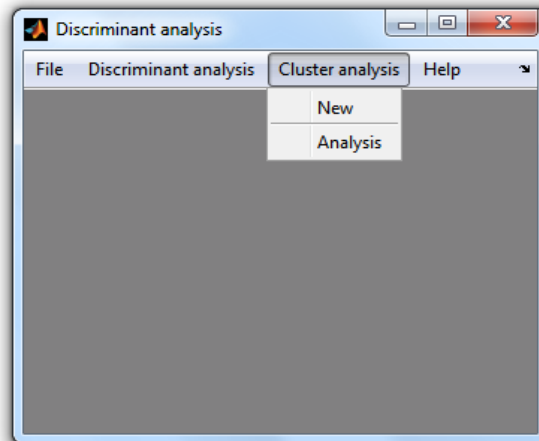 Discriminant analysis
File Discriminant analysis Cluster analysis Help
New
Analysis